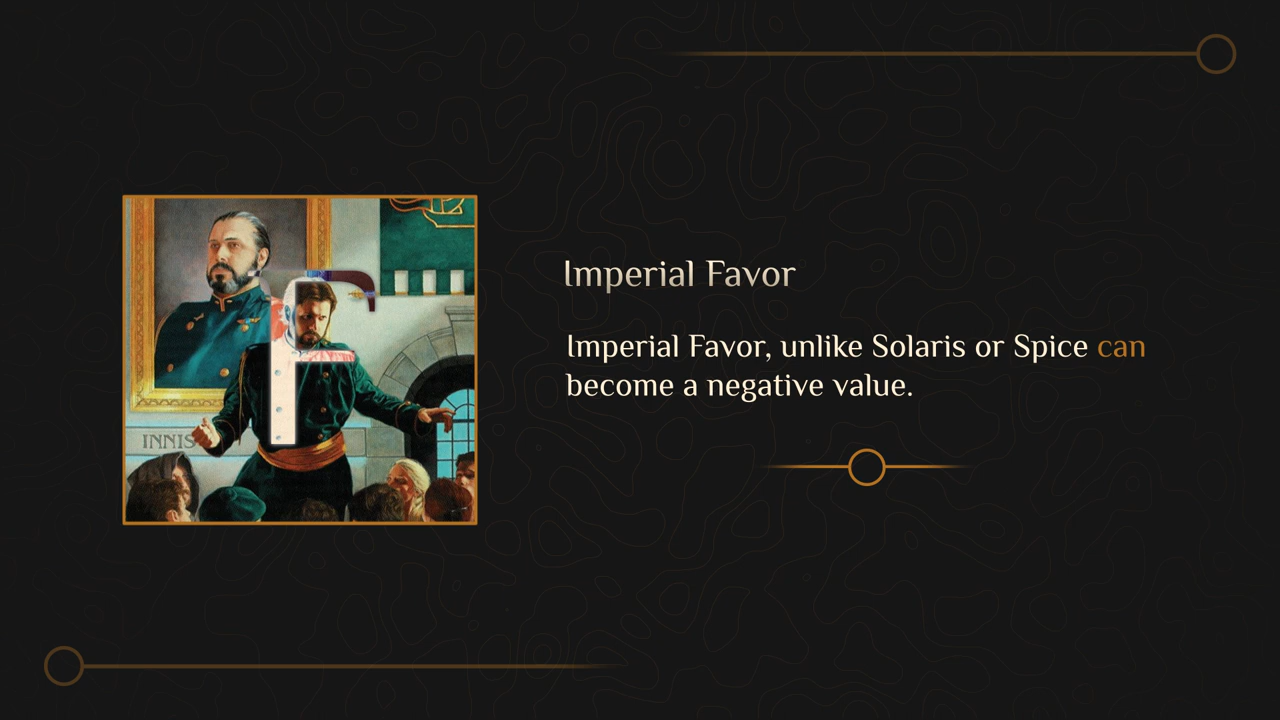 Imperial Favor
Imperial Favor, unlike Solaris or Spice can
become a negative value.
F
INNIS